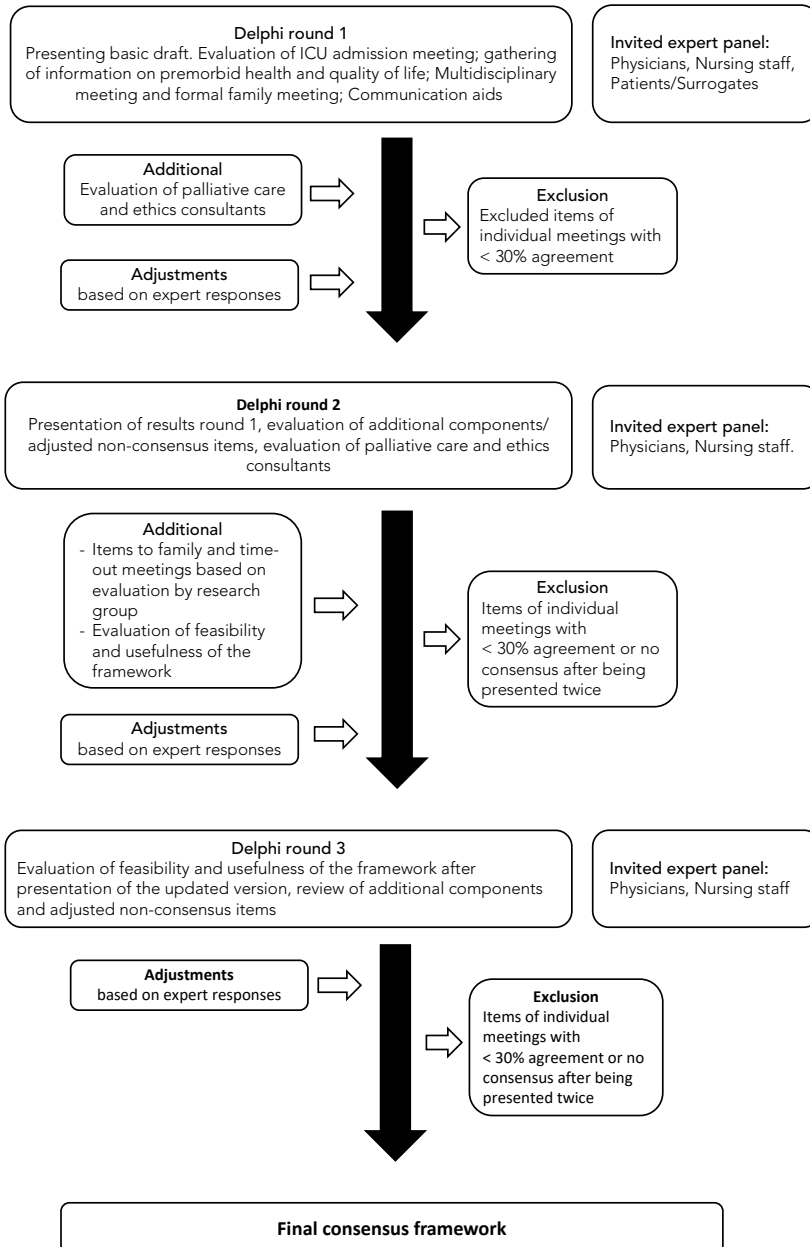 Delphi round 1
Presenting basic draft. Evaluation of ICU admission meeting; gathering
of information on premorbid health and quality of life; Multidisciplinary
meeting and formal family meeting; Communication aids
Invited expert panel:
Physicians, Nursing staff,
Patients/Surrogates
Additional
Evaluation of palliative care
and ethics consultants
Exclusion
Excluded items of
individual meetings with
< 30% agreement
Adjustments
based on expert responses
Delphi round 2
Presentation of results round 1, evaluation of additional components/
adjusted non-consensus items, evaluation of palliative care and ethics
consultants
Invited expert panel:
Physicians, Nursing staff.
Additional
- Items to family and time-
out meetings based on
evaluation by research
group
- Evaluation of feasibility
and usefulness of the
framework
Exclusion
Items of individual
meetings with
< 30% agreement or no
consensus after being
presented twice
Adjustments
based on expert responses
Delphi round 3
Evaluation of feasibility and usefulness of the framework after
presentation of the updated version, review of additional components
and adjusted non-consensus items
Invited expert panel:
Physicians, Nursing staff
Adjustments
based on expert responses
Exclusion
Items of individual
meetings with
< 30% agreement or no
consensus after being
presented twice
Final consensus framework